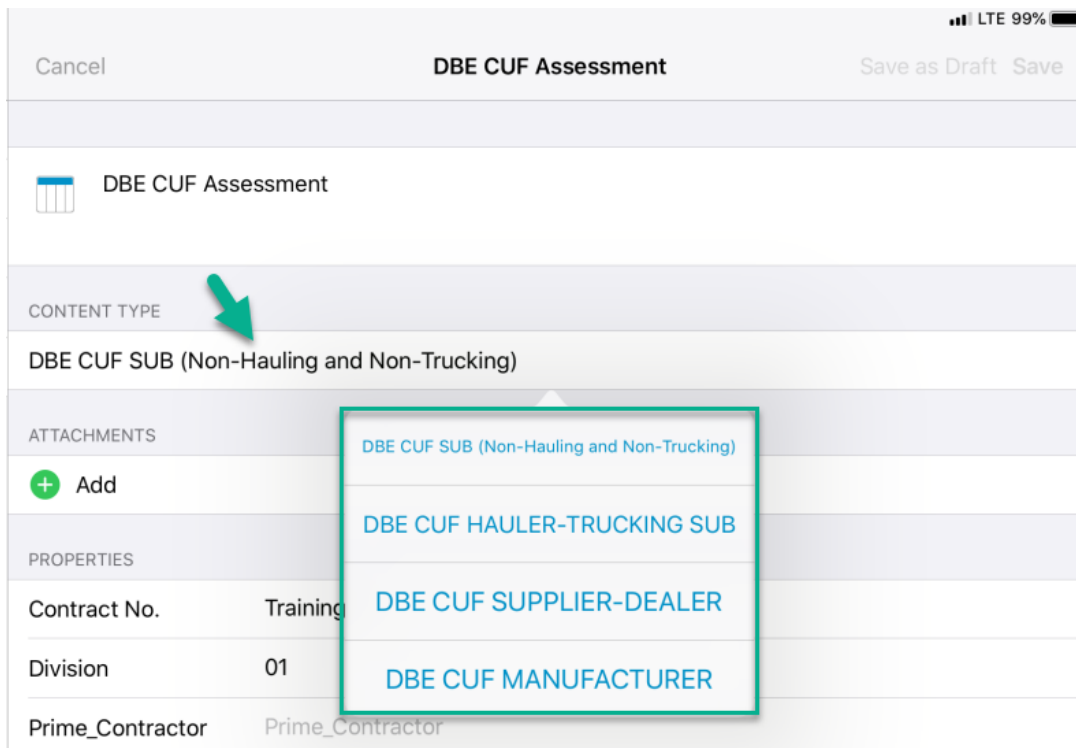 LTE 99%
Cancel DBE CUF Assessment Save as Draft Save
DBE CUF Assessment
CONTENT TYPE
DBE CUF SUB (Non-Hauling and Non-Trucking)
ATTACHMENTS
Add
DBE CUF SUB (Non-Hauling and Non-Trucking)
DBE CUF HAULER-TRUCKING SUB
DBE CUF SUPPLIER-DEALER
DBE CUF MANUFACTURER
PROPERTIES
Contract No. Training
Division 01
Prime_Contractor Prime_Contractor